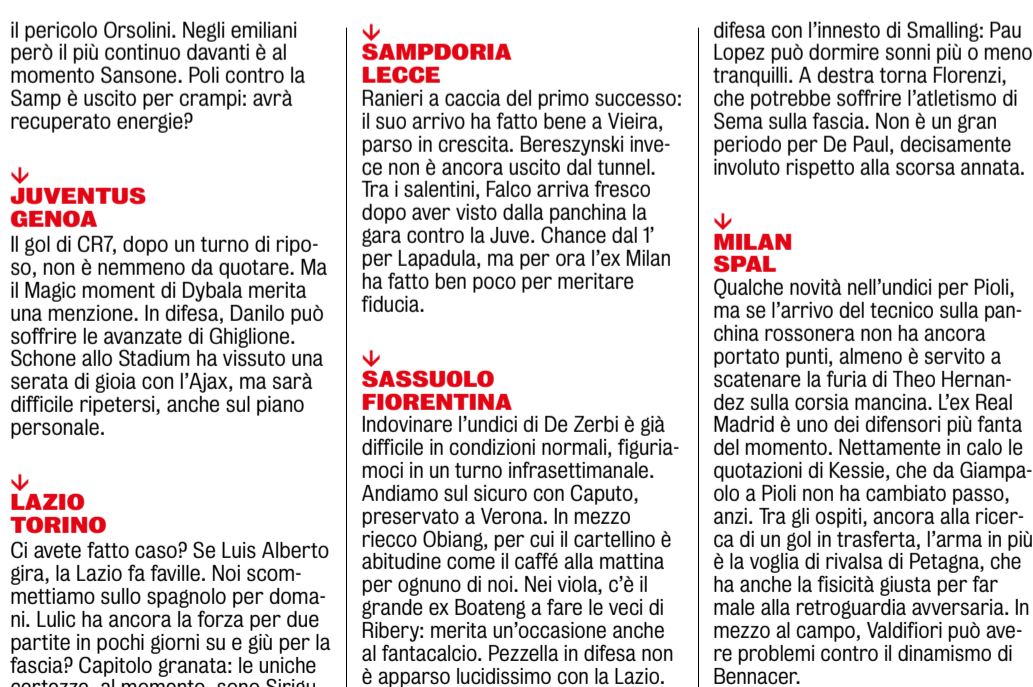 il pericolo Orsolini. Negli emiliani
però il più continuo davanti è al
momento Sansone. Poli contro la
Samp è uscito per crampi: avrà
recuperato energie?
JUVENTUS
GENOA
Il gol di CR7, dopo un turno di ripo-
so, non è nemmeno da quotare. Ma
il Magic moment di Dybala merita
una menzione. In difesa, Danilo può
soffrire le avanzate di Ghiglione.
Schone allo Stadium ha vissuto una
serata di gioia con l'Ajax, ma sarà
difficile ripetersi, anche sul piano
personale.
LAZIO
TORINO
Ci avete fatto caso? Se Luis Alberto
gira, la Lazio fa faville. Noi scom-
mettiamo sullo spagnolo per doma-
ni. Lulic ha ancora la forza per due
partite in pochi giorni su e giù per la
fascia? Capitolo granata: le uniche
certezze, al momento, sono Sirigu
SAMPDORIA
LECCE
Ranieri a caccia del primo successo:
il suo arrivo ha fatto bene a Vieira,
parso in crescita. Bereszynski inve-
ce non è ancora uscito dal tunnel.
Tra i salentini, Falco arriva fresco
dopo aver visto dalla panchina la
gara contro la Juve. Chance dal 1'
per Lapadula, ma per ora l'ex Milan
ha fatto ben poco per meritare
fiducia.
SASSUOLO
FIORENTINA
Indovinare l'undici di De Zerbi è già
difficile in condizioni normali, figuria-
moci in un turno infrasettimanale.
Andiamo sul sicuro con Caputo,
preservato a Verona. In mezzo
riecco Obiang, per cui il cartellino è
abitudine come il caffé alla mattina
per ognuno di noi. Nei viola, c'è il
grande ex Boateng a fare le veci di
Ribery: merita un'occasione anche
al fantacalcio. Pezzella in difesa non
è apparso lucidissimo con la Lazio.
difesa con l'innesto di Smalling: Pau
Lopez può dormire sonni più o meno
tranquilli. A destra torna Florenzi,
che potrebbe soffrire l'atletismo di
Sema sulla fascia. Non è un gran
periodo per De Paul, decisamente
involuto rispetto alla scorsa annata.
MILAN
SPAL
Qualche novità nell'undici per Pioli,
ma se l'arrivo del tecnico sulla pan-
china rossonera non ha ancora
portato punti, almeno è servito a
scatenare la furia di Theo Hernan-
dez sulla corsia mancina. L'ex Real
Madrid è uno dei difensori più fanta
del momento. Nettamente in calo le
quotazioni di Kessie, che da Giampa-
olo a Pioli non ha cambiato passo,
anzi. Tra gli ospiti, ancora alla ricer-
ca di un gol in trasferta, l'arma in più
è la voglia di rivalsa di Petagna, che
ha anche la fisicità giusta per far
male alla retroguardia avversaria. In
mezzo al campo, Valdifiori può ave-
re problemi contro il dinamismo di
Bennacer.